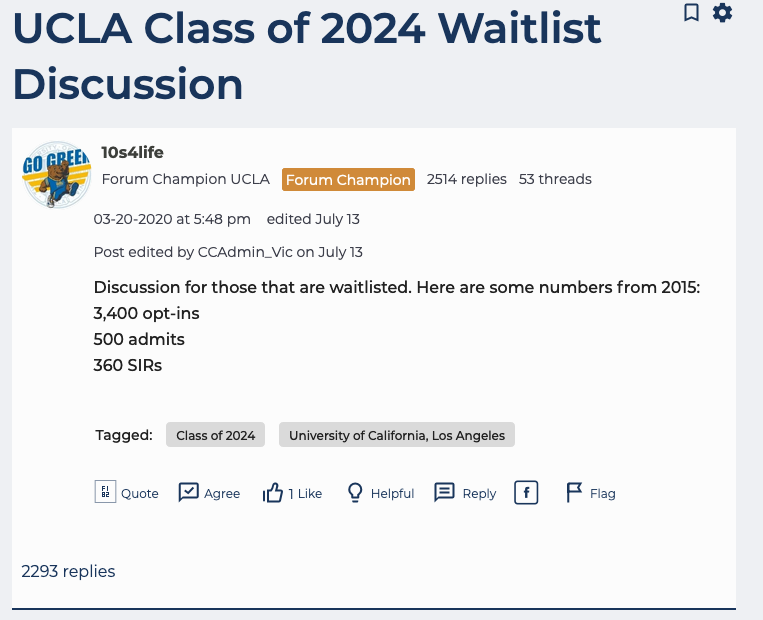 UCLA Class of 2024 Waitlist
Discussion
GO GREEK
10s4life
Forum Champion UCLA Forum Champion 2514 replies 53 threads
03-20-2020 at 5:48 pm edited July 13
Post edited by CCAdmin_Vic on July 13
Discussion for those that are waitlisted. Here are some numbers from 2015:
3,400 opt-ins
500 admits
360 SIRs
Tagged: Class of 2024 University of California, Los Angeles
Quote Agree 1 Like Helpful Reply f Flag
2293 replies